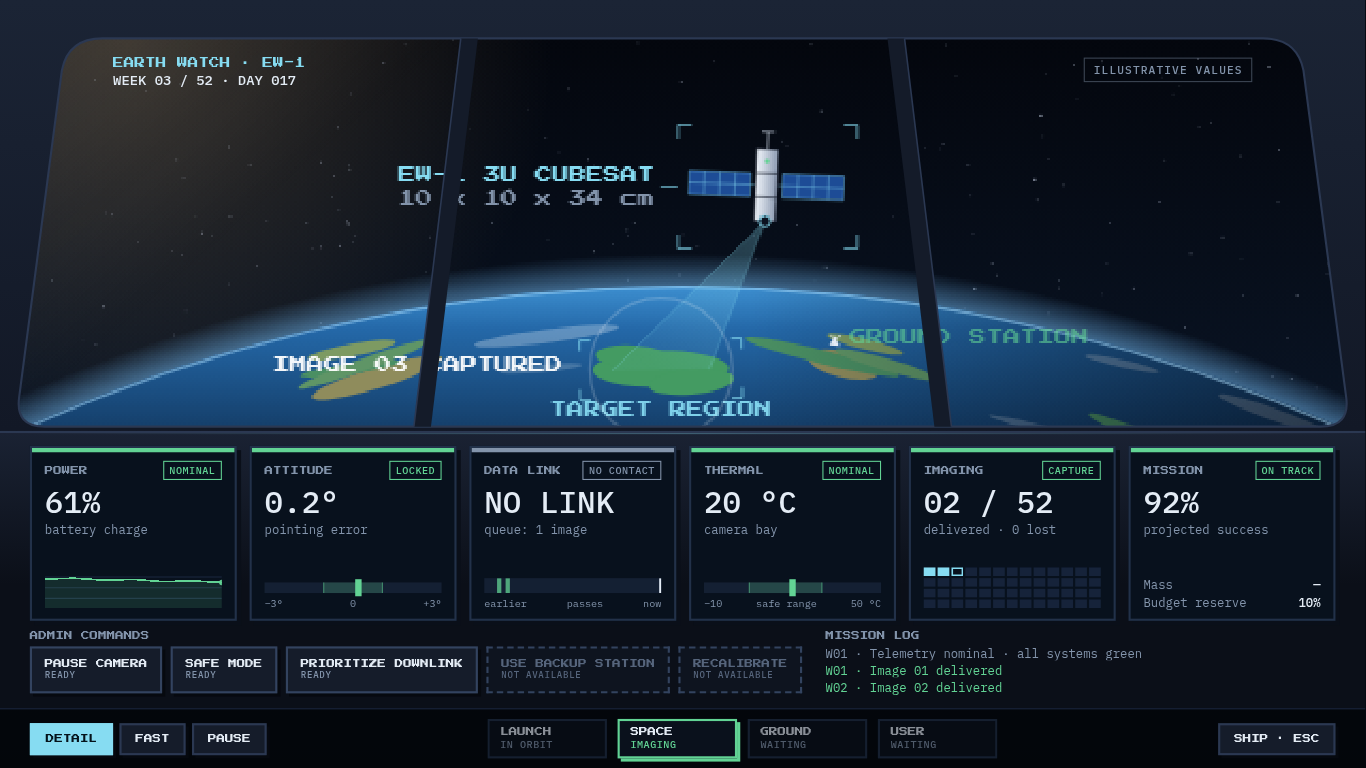 EARTH WATCH · EW-1
WEEK 03 / 52 · DAY 017
ILLUSTRATIVE VALUES
EW-1 3U CUBESAT
10 x 10 x 34 cm
GROUND STATION
IMAGE 03 CAPTURED
TARGET REGION
POWER NOMINAL
61%
battery charge
ATTITUDE LOCKED
0.2°
pointing error
−3° 0 +3°
DATA LINK NO CONTACT
NO LINK
queue: 1 image
earlier passes now
THERMAL NOMINAL
20 °C
camera bay
−10 safe range 50 °C
IMAGING CAPTURE
02 / 52
delivered · 0 lost
MISSION ON TRACK
92%
projected success
Mass —
Budget reserve 10%
ADMIN COMMANDS
PAUSE CAMERA
READY
SAFE MODE
READY
PRIORITIZE DOWNLINK
READY
USE BACKUP STATION
NOT AVAILABLE
RECALIBRATE
NOT AVAILABLE
MISSION LOG
W01 · Telemetry nominal · all systems green
W01 · Image 01 delivered
W02 · Image 02 delivered
DETAIL
FAST
PAUSE
LAUNCH
IN ORBIT
SPACE
IMAGING
GROUND
WAITING
USER
WAITING
SHIP · ESC